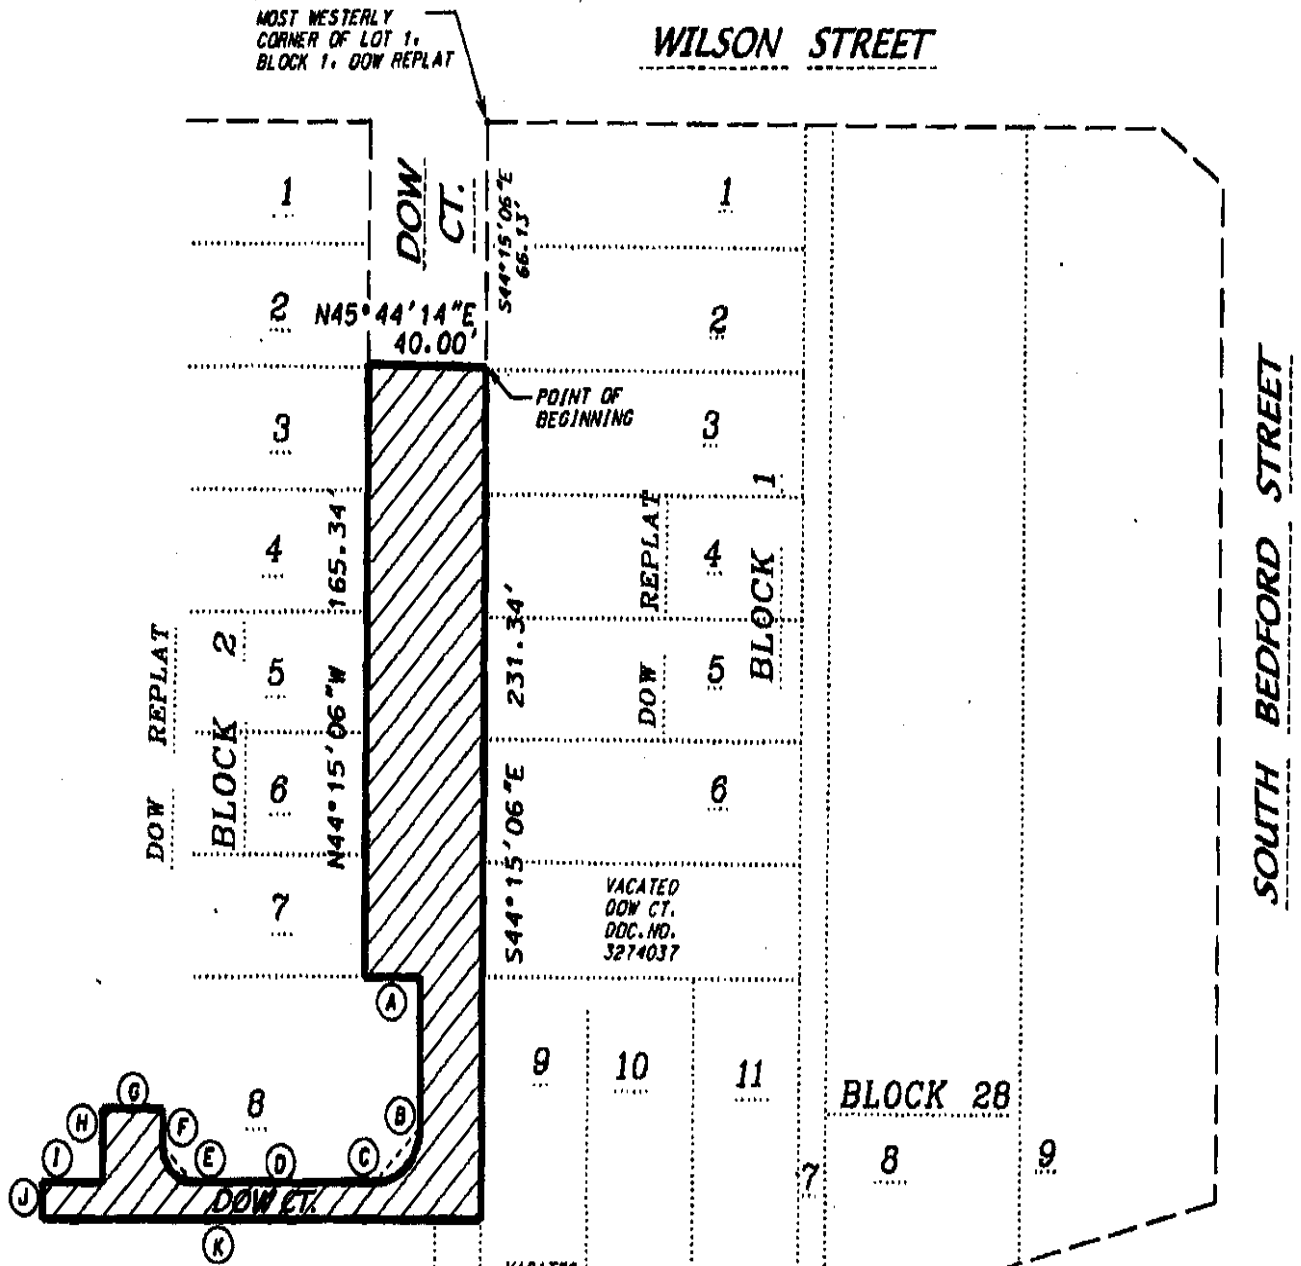 MOST WESTERLY
CORNER OF LOT 1,
BLOCK 1, DOW REPLAT
WILSON STREET
DOW
CT.
S44°15'06"E
66.13'
1
1
2
2
N45°44'14"E
40.00'
POINT OF
BEGINNING
3
3
4
4
5
5
6
6
7
165.34'
N44°15'06"W
231.34'
S44°15'06"E
DOW REPLAT
BLOCK 2
DOW REPLAT
BLOCK 1
SOUTH BEDFORD STREET
VACATED
DOW CT.
DOC.NO.
3274037
A
B
C
D
E
F
G
H
I
J
K
8
DOW CT.
9
10
11
7
BLOCK 28
8
9